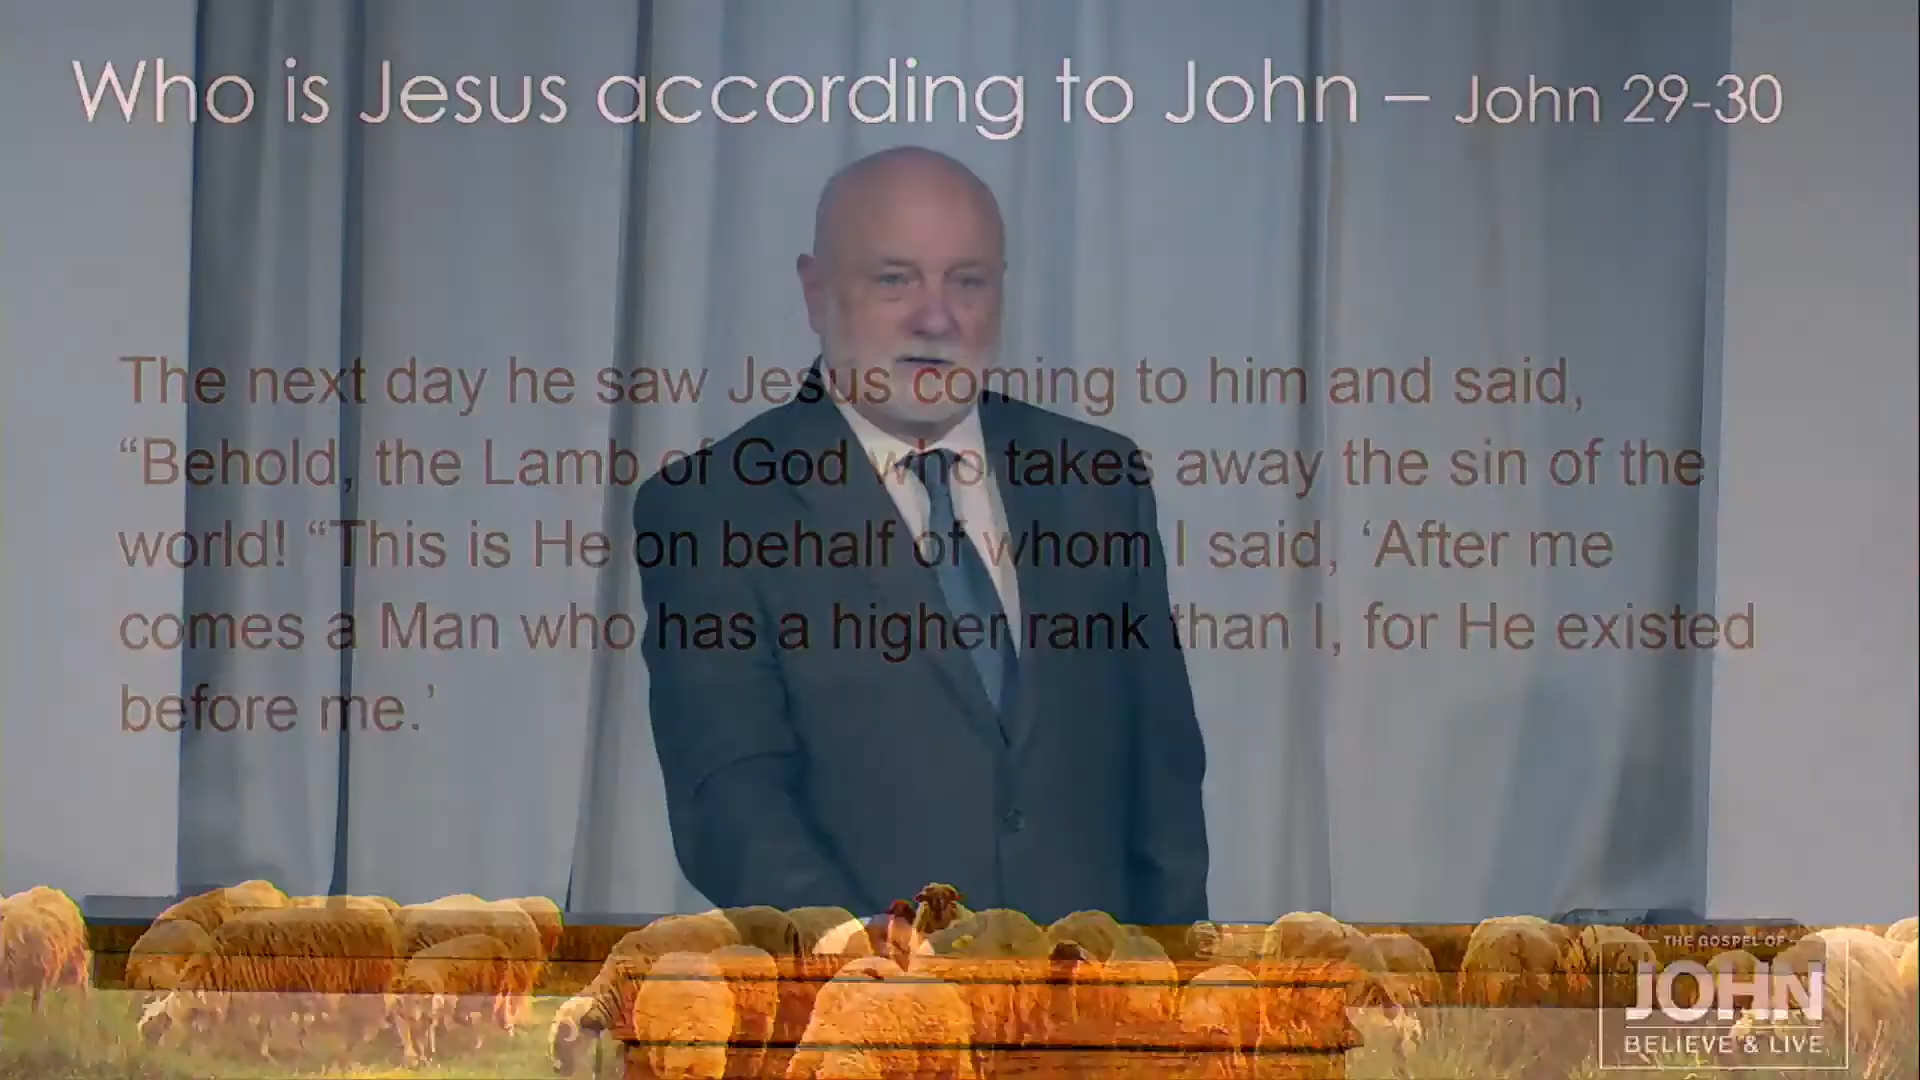 Who is Jesus according to John – John 29-30
The next day he saw Jesus coming to him and said,
“Behold, the Lamb of God who takes away the sin of the
world! “This is He on behalf of whom I said, ‘After me
comes a Man who has a higher rank than I, for He existed
before me.’
THE GOSPEL OF
JOHN
BELIEVE & LIVE